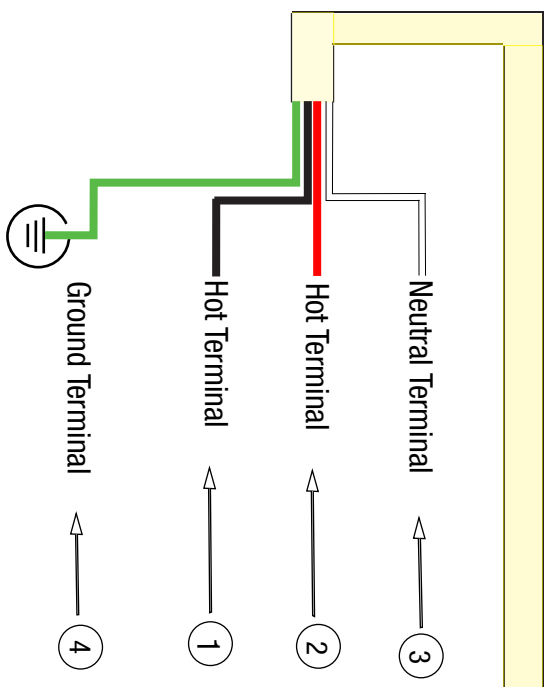 Neutral Terminal 3
Hot Terminal 2
Hot Terminal 1
Ground Terminal 4